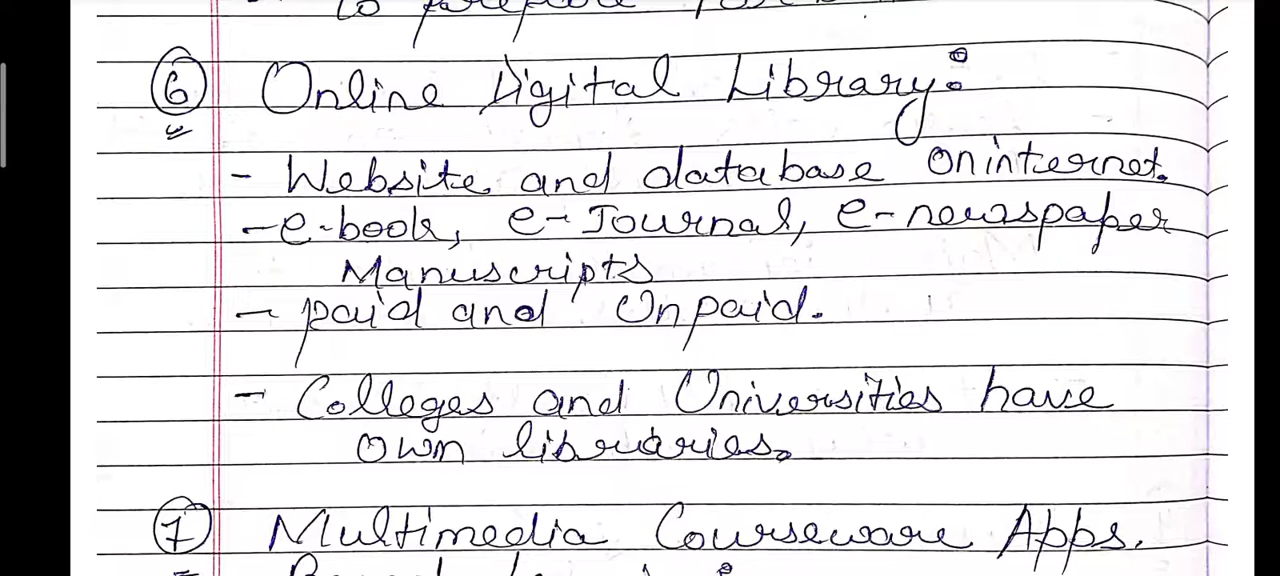 ⑥ Online Digital Library:
- Website and database on internet.
- e-book, e-Journal, e-newspaper
Manuscripts
- paid and Unpaid.
- Colleges and Universities have
own libraries.
⑦ Multimedia Courseware Apps.